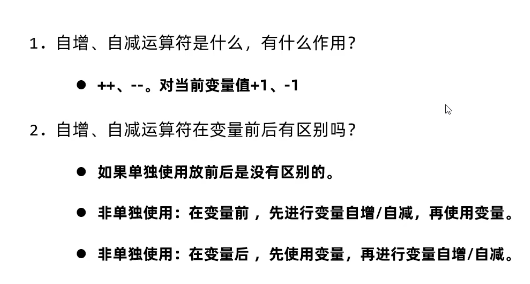 1. 自增、自减运算符是什么，有什么作用？
● ++、--。对当前变量值+1、-1
2. 自增、自减运算符在变量前后有区别吗？
● 如果单独使用放前后是没有区别的。
● 非单独使用：在变量前 ，先进行变量自增/自减，再使用变量。
● 非单独使用：在变量后 ，先使用变量，再进行变量自增/自减。